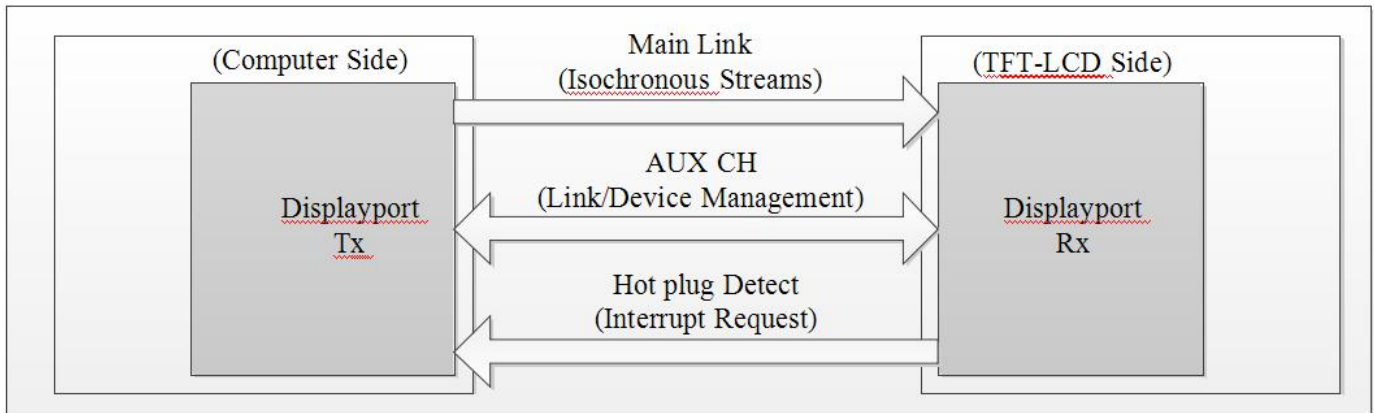 (Computer Side)
Main Link
(Isochronous Streams)
(TFT-LCD Side)
AUX CH
(Link/Device Management)
Displayport
Tx
Displayport
Rx
Hot plug Detect
(Interrupt Request)